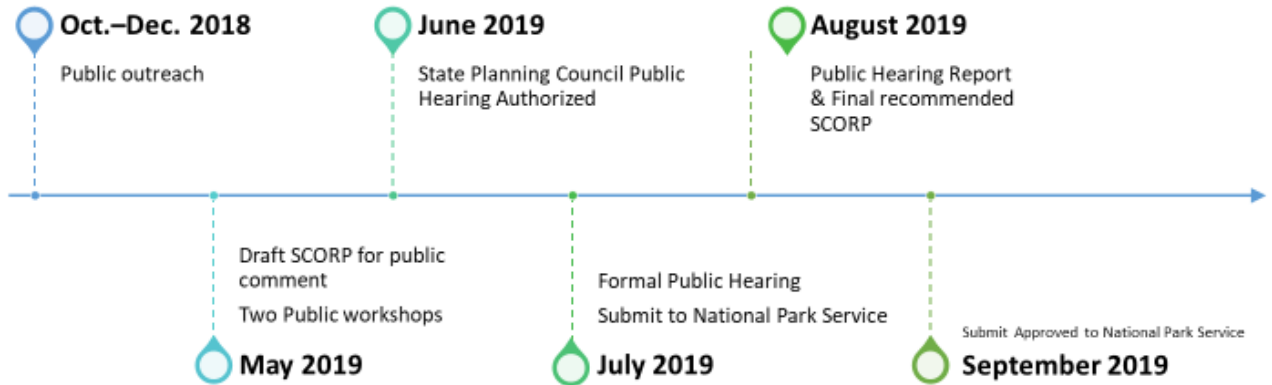 Oct.–Dec. 2018
Public outreach
June 2019
State Planning Council Public
Hearing Authorized
August 2019
Public Hearing Report
& Final recommended
SCORP
Draft SCORP for public
comment
Two Public workshops
May 2019
Formal Public Hearing
Submit to National Park Service
July 2019
Submit Approved to National Park Service
September 2019